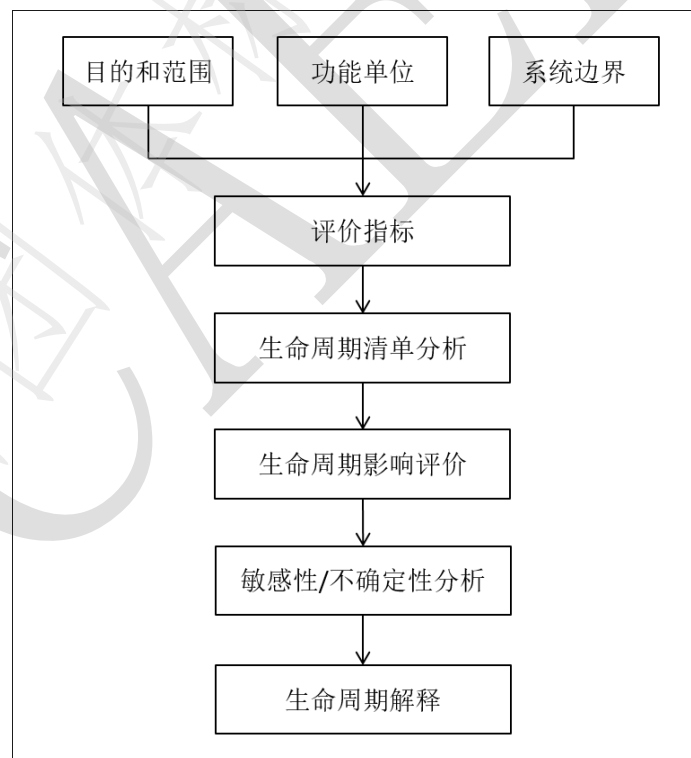 目的和范围
功能单位
系统边界
评价指标
生命周期清单分析
生命周期影响评价
敏感性/不确定性分析
生命周期解释